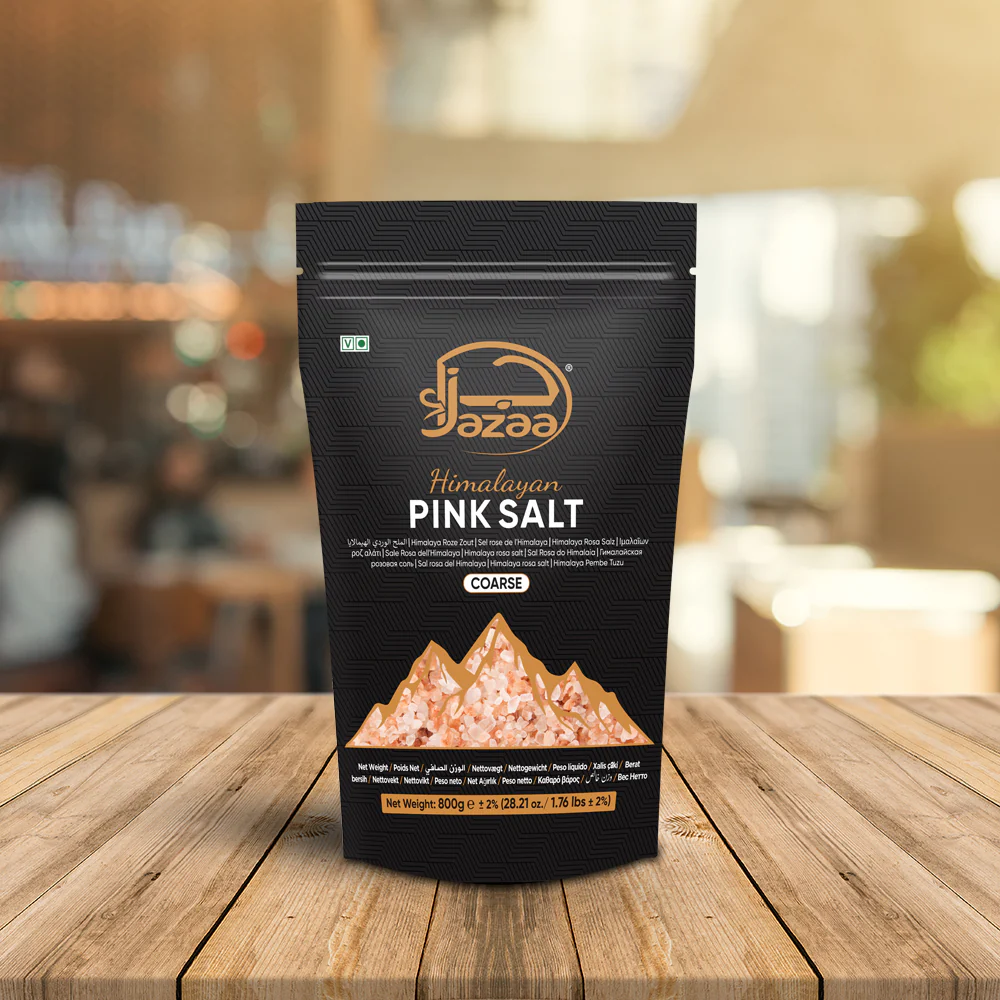 V
Jazaa®
Himalayan
PINK SALT
الملح الوردي الهيمالايا | Himalaya Roze Zout | Sel rose de l'Himalaya | Himalaya Rosa Salz | Ιμαλαΐων
ροζ αλάτι | Sale Rosa dell'Himalaya | Himalaya rosa salt | Sal Rosa do Himalaia | Гималайская
розовая соль | Sal rosa del Himalaya | Himalaya rosa salt | Himalaya Pembe Tuzu
COARSE
Net Weight / Poids Net / الوزن الصافي / Nettovægt / Nettogewicht / Peso líquido / Xalis çəki / Berat
bersih / Nettovekt / Nettovikt / Peso neto / Net Ağırlık / Peso netto / Καθαρό βάρος / وزن خالص / Вес Нетто
Net Weight: 800g e ± 2% (28.21 oz. / 1.76 lbs ± 2%)